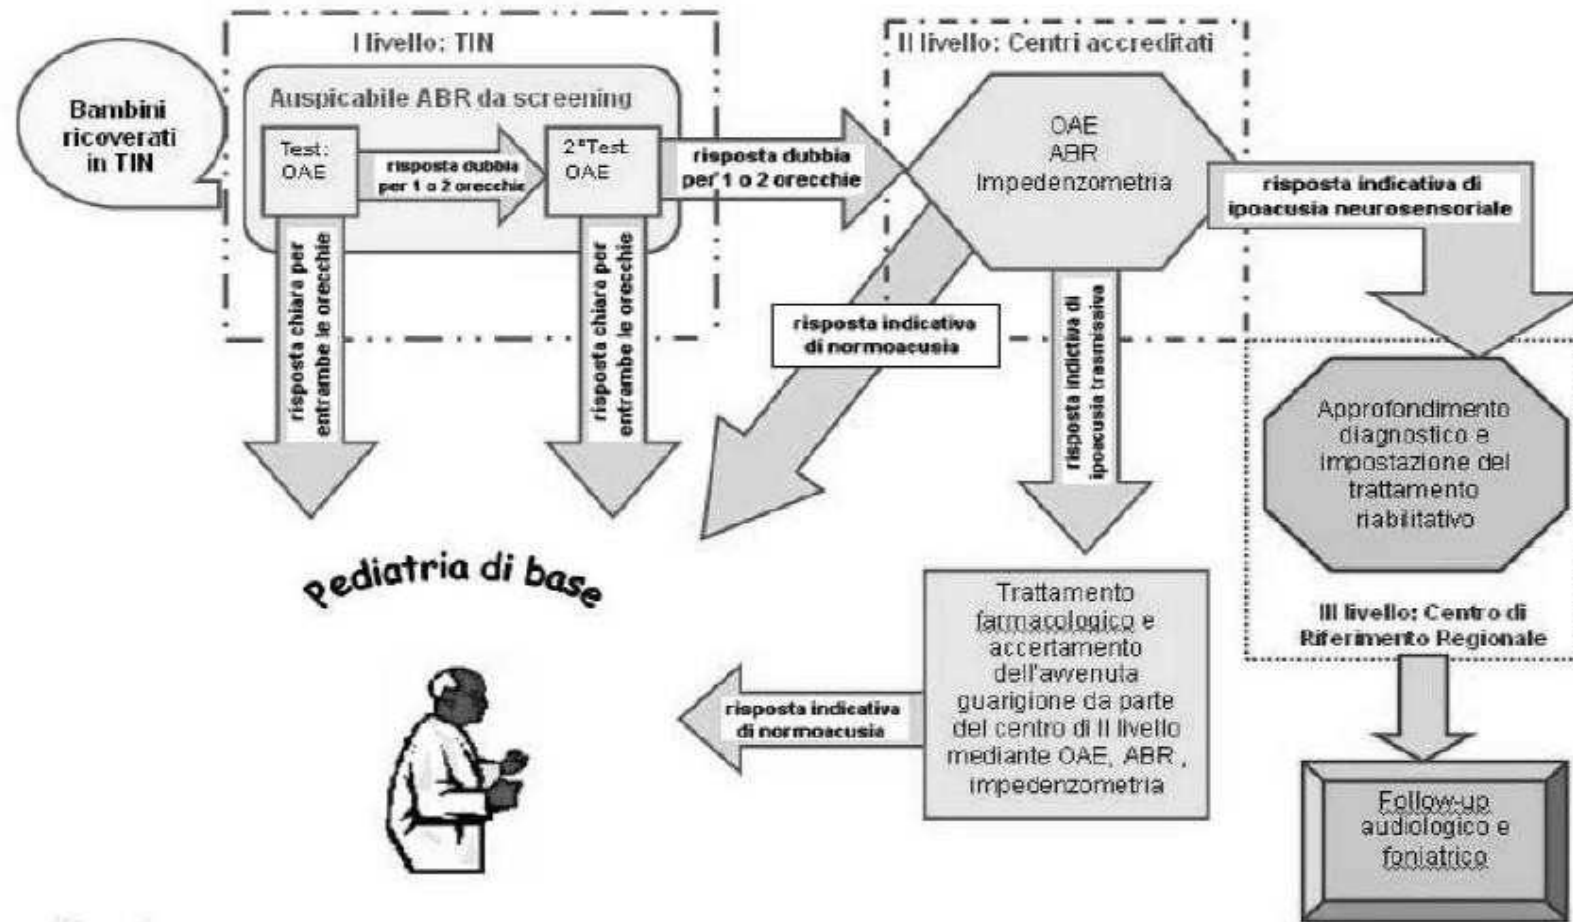 I livello: TIN
II livello: Centri accreditati
Bambini
ricoverati
in TIN
Auspicabile ABR da screening
Test:
OAE
risposta dubbia
per 1 o 2 orecchie
2°Test
OAE
risposta dubbia
per 1 o 2 orecchie
OAE
ABR
Impedenzometria
risposta indicativa di
ipoacusia neurosensoriale
risposta chiara per
entrambe le orecchie
risposta chiara per
entrambe le orecchie
risposta indicativa
di normoacusia
risposta indictiva di
ipoacusia trasmissiva
Approfondimento
diagnostico e
impostazione del
trattamento
riabilitativo
Pediatria di base
Trattamento
farmacologico e
accertamento
dell'avvenuta
guarigione da parte
del centro di II livello
mediante OAE, ABR ,
impedenzometria
III livello: Centro di
Riferimento Regionale
risposta indicativa
di normoacusia
Follow-up
audiologico e
foniatrico